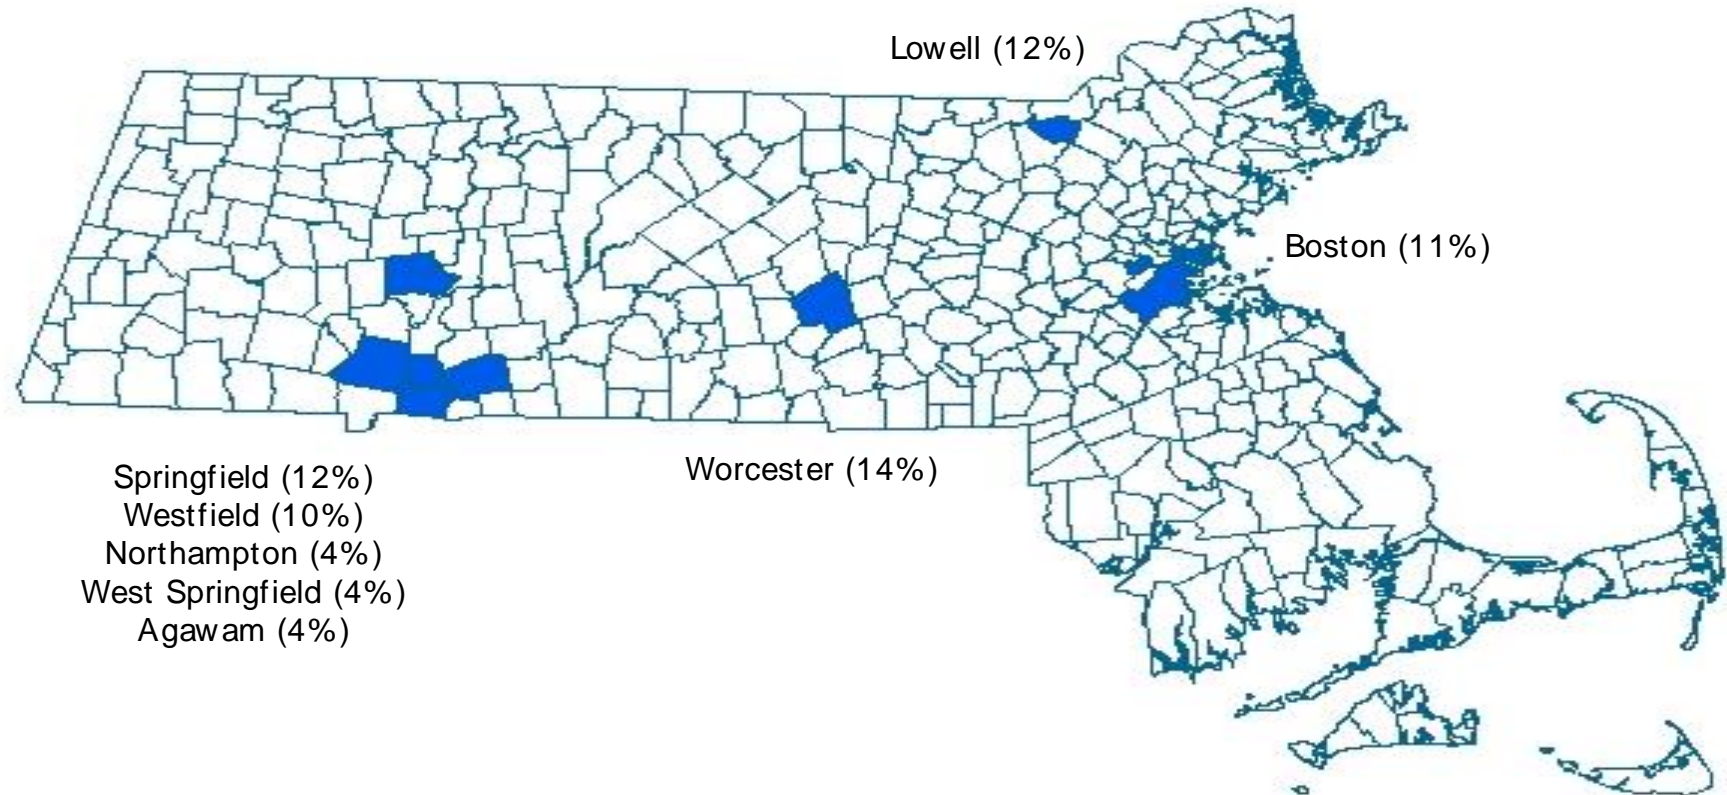 Lowell (12%)
Boston (11%)
Worcester (14%)
Springfield (12%)
Westfield (10%)
Northampton (4%)
West Springfield (4%)
Agawam (4%)